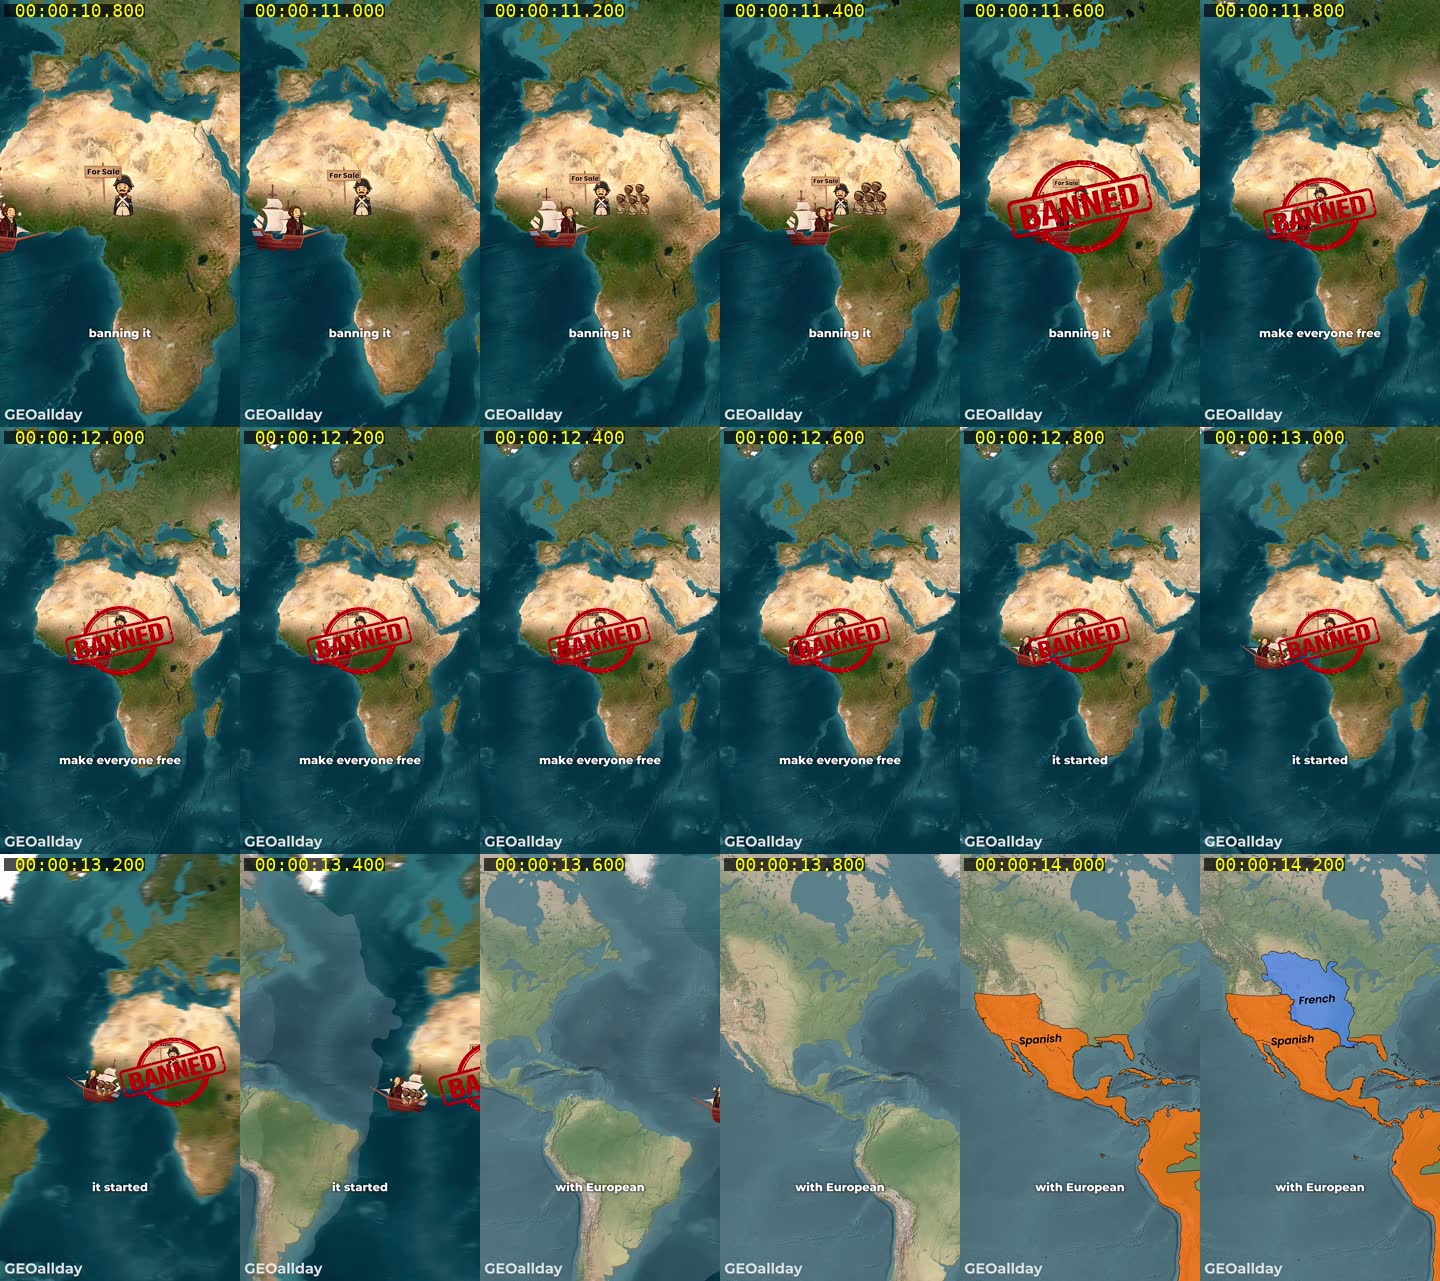 00:00:10.800
For Sale
banning it
GEOallday
00:00:11.000
For Sale
banning it
GEOallday
00:00:11.200
For Sale
banning it
GEOallday
00:00:11.400
For Sale
banning it
GEOallday
00:00:11.600
For Sale
BANNED
banning it
GEOallday
00:00:11.800
BANNED
make everyone free
GEOallday
00:00:12.000
BANNED
make everyone free
GEOallday
00:00:12.200
BANNED
make everyone free
GEOallday
00:00:12.400
BANNED
make everyone free
GEOallday
00:00:12.600
BANNED
make everyone free
GEOallday
00:00:12.800
BANNED
it started
GEOallday
00:00:13.000
BANNED
it started
GEOallday
00:00:13.200
BANNED
it started
GEOallday
00:00:13.400
it started
GEOallday
00:00:13.600
with European
GEOallday
00:00:13.800
with European
GEOallday
00:00:14.000
Spanish
with European
GEOallday
00:00:14.200
French
Spanish
with European
GEOallday